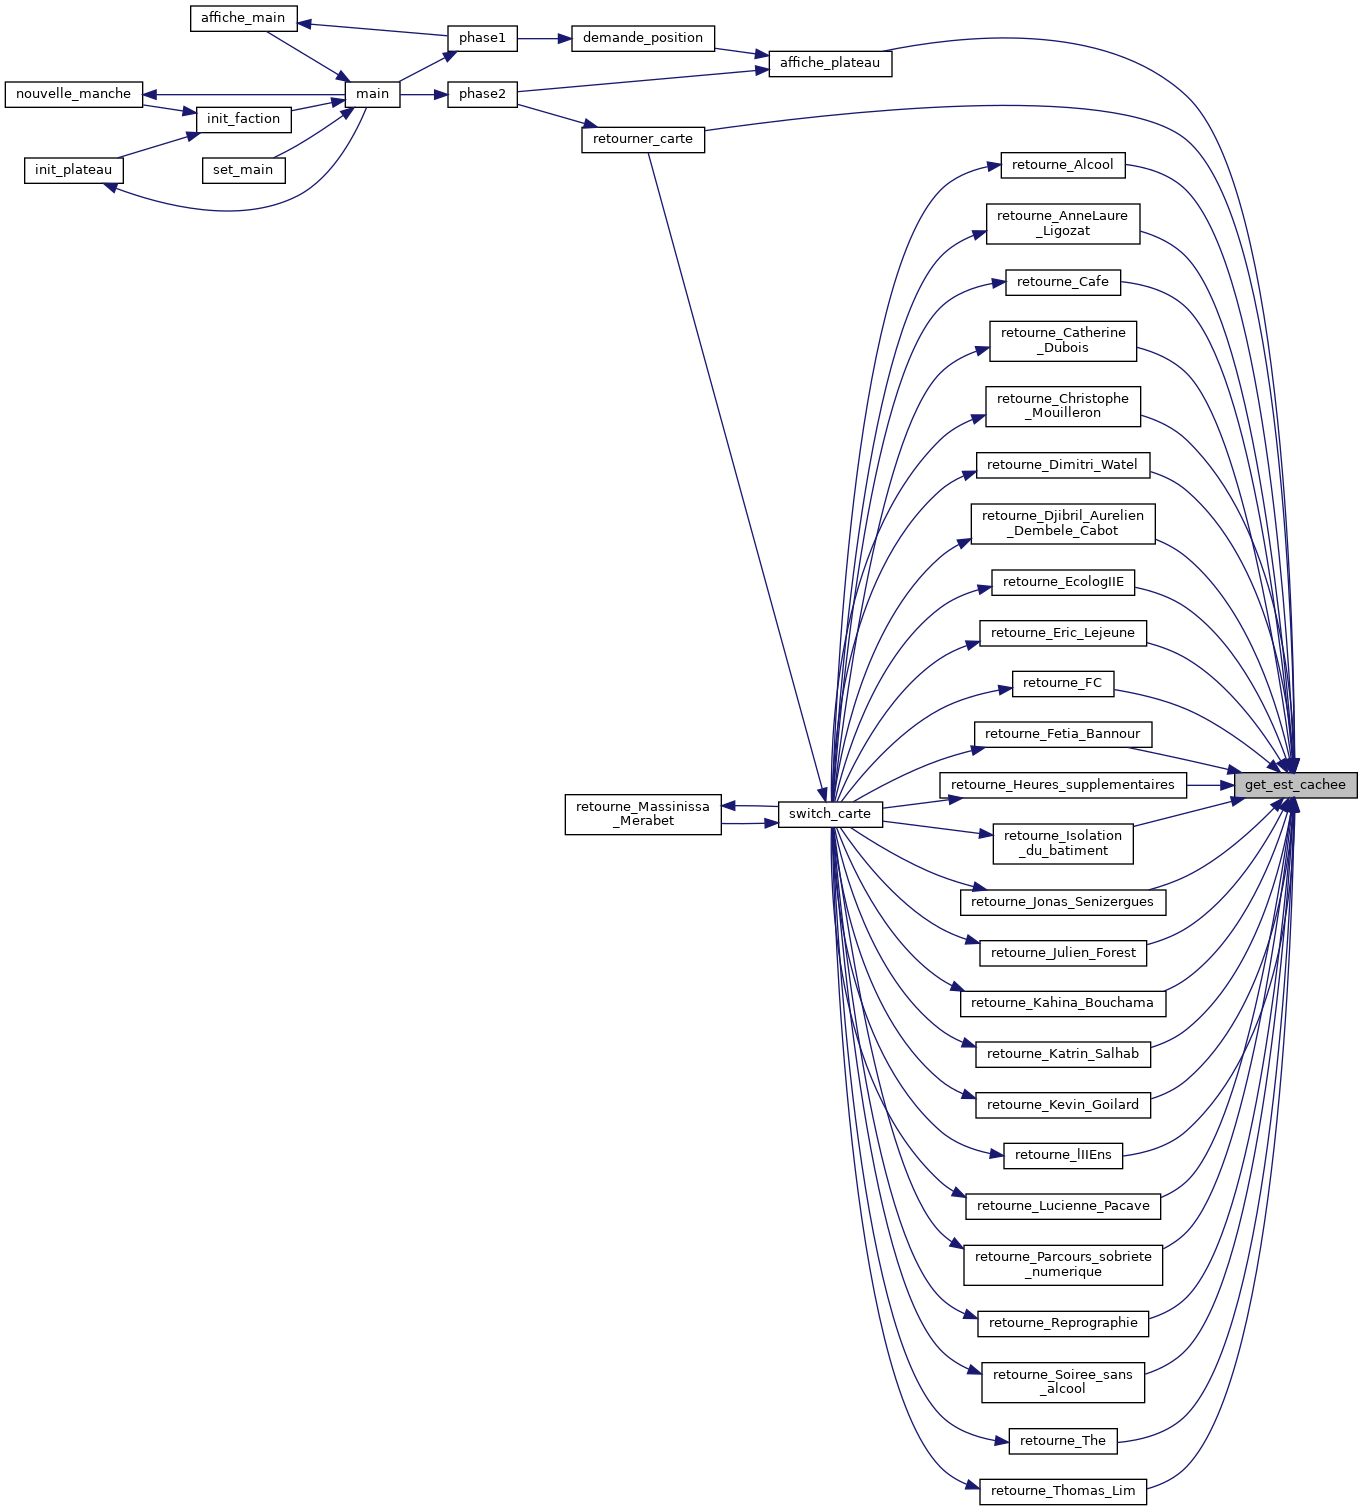 affiche_main
phase1
demande_position
affiche_plateau
nouvelle_manche
main
phase2
init_faction
retourner_carte
init_plateau
set_main
retourne_Alcool
retourne_AnneLaure
_Ligozat
retourne_Cafe
retourne_Catherine
_Dubois
retourne_Christophe
_Mouilleron
retourne_Dimitri_Watel
retourne_Djibril_Aurelien
_Dembele_Cabot
retourne_EcologIIE
retourne_Eric_Lejeune
retourne_FC
retourne_Fetia_Bannour
retourne_Heures_supplementaires
get_est_cachee
retourne_Massinissa
_Merabet
switch_carte
retourne_Isolation
_du_batiment
retourne_Jonas_Senizergues
retourne_Julien_Forest
retourne_Kahina_Bouchama
retourne_Katrin_Salhab
retourne_Kevin_Goilard
retourne_lIIEns
retourne_Lucienne_Pacave
retourne_Parcours_sobriete
_numerique
retourne_Reprographie
retourne_Soiree_sans
_alcool
retourne_The
retourne_Thomas_Lim